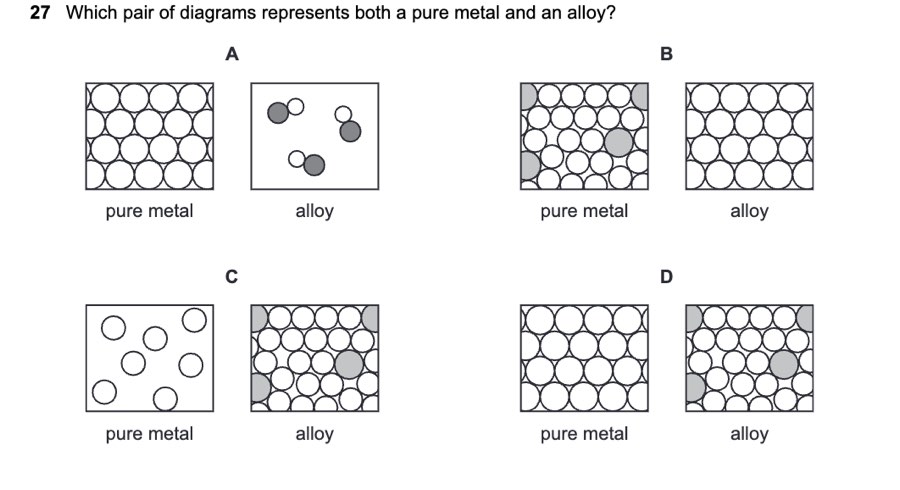 27 Which pair of diagrams represents both a pure metal and an alloy?
A
B
pure metal alloy
pure metal alloy
C
D
pure metal alloy
pure metal alloy